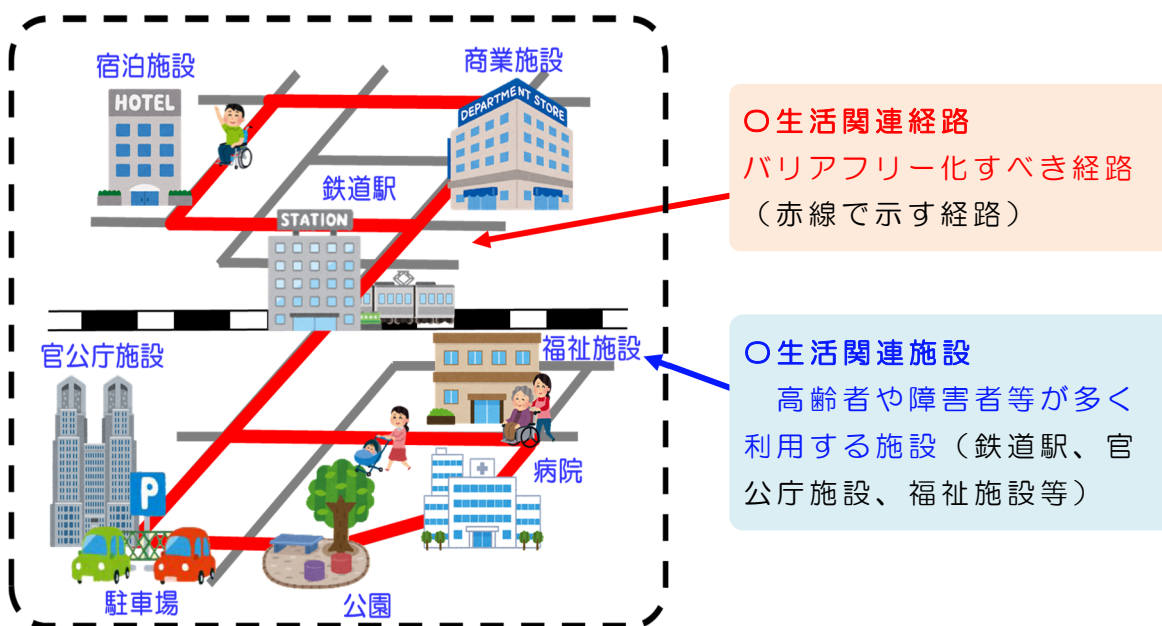 宿泊施設
商業施設
HOTEL
DEPARTMENT STORE
鉄道駅
STATION
官公庁施設
福祉施設
病院
P
駐車場
公園
〇生活関連経路
バリアフリー化すべき経路
（赤線で示す経路）
〇生活関連施設
高齢者や障害者等が多く
利用する施設（鉄道駅、官
公庁施設、福祉施設等）